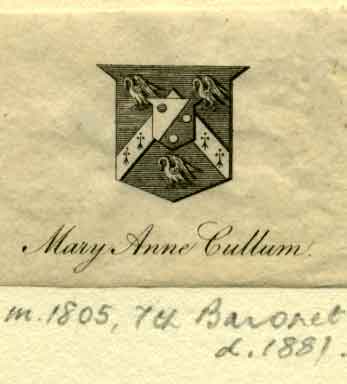 Mary Anne Cullum.
m. 1805, 7th Baronet
d. 1881.